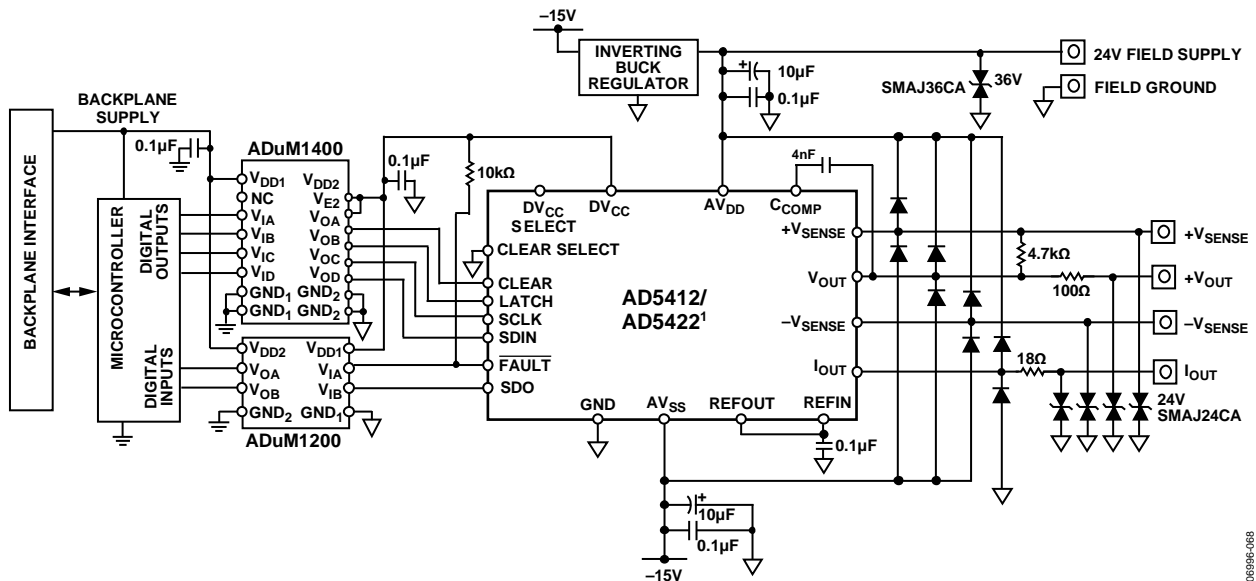 –15V
INVERTING
BUCK
REGULATOR
10µF
0.1µF
SMAJ36CA
36V
24V FIELD SUPPLY
FIELD GROUND
BACKPLANE INTERFACE
BACKPLANE
SUPPLY
0.1µF
MICROCONTROLLER
DIGITAL
OUTPUTS
DIGITAL
INPUTS
ADuM1400
VDD1
NC
VIA
VIB
VIC
VID
GND1
GND1
VDD2
VE2
VOA
VOB
VOC
VOD
GND2
GND2
VDD2
VOA
VOB
GND2
VDD1
VIA
VIB
GND1
ADuM1200
0.1µF
10kΩ
4nF
DVCC
SELECT
DVCC
AVDD
CCOMP
CLEAR SELECT
CLEAR
LATCH
SCLK
SDIN
FAULT
SDO
AD5412/
AD5422¹
+VSENSE
VOUT
–VSENSE
IOUT
GND
AVSS
REFOUT
REFIN
0.1µF
4.7kΩ
100Ω
18Ω
+VSENSE
+VOUT
–VSENSE
IOUT
24V
SMAJ24CA
10µF
0.1µF
–15V
06996-068